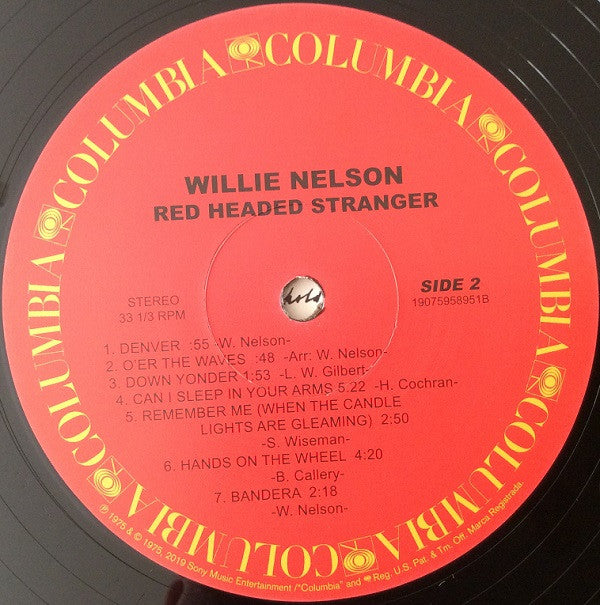 COLUMBIA COLUMBIA COLUMBIA COLUMBIA COLUMBIA COLUMBIA COLUMBIA
WILLIE NELSON
RED HEADED STRANGER
STEREO
33 1/3 RPM
hold
SIDE 2
19075958951B
1. DENVER :55 -W. Nelson-
2. O'ER THE WAVES :48 -Arr: W. Nelson-
3. DOWN YONDER 1:53 -L. W. Gilbert-
4. CAN I SLEEP IN YOUR ARMS 5:22 -H. Cochran-
5. REMEMBER ME (WHEN THE CANDLE
LIGHTS ARE GLEAMING) 2:50
-S. Wiseman-
6. HANDS ON THE WHEEL 4:20
-B. Callery-
7. BANDERA 2:18
-W. Nelson-
℗ 1975 & © 1975, 2019 Sony Music Entertainment /"Columbia" and Reg. U.S. Pat. & Tm. Off. Marca Registrada.